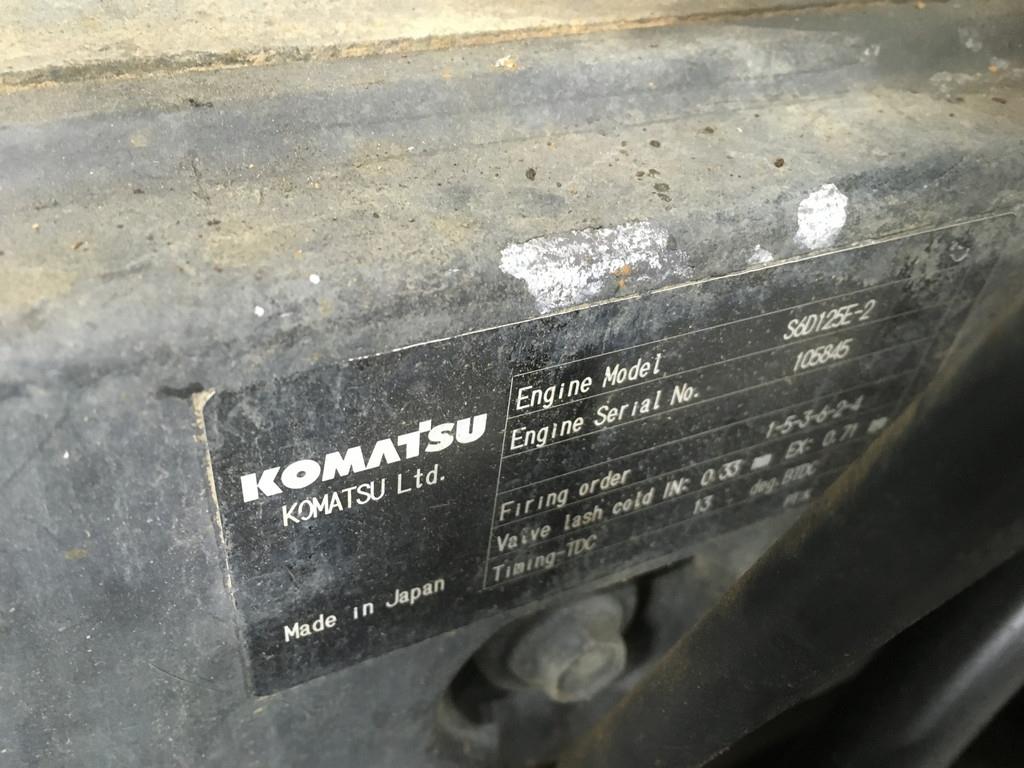 KOMATSU
KOMATSU Ltd.
Made in Japan
Engine Model S6D125E-2
Engine Serial No. 105845
Firing order 1-5-3-6-2-4
Valve lash cold IN: 0.33 mm EX: 0.71 mm
Timing-TDC 13 deg.BTDC